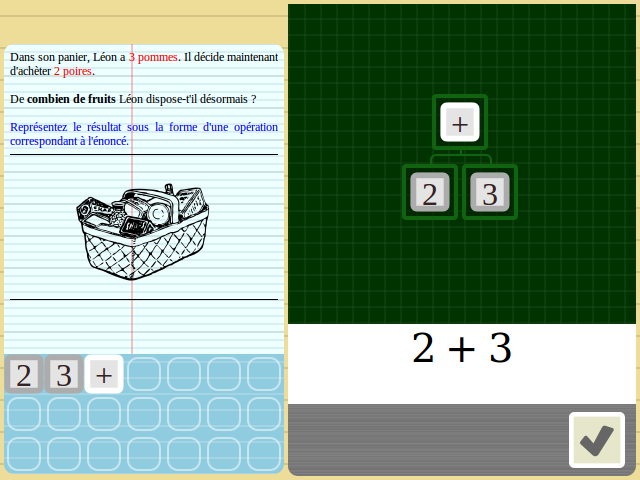 Dans son panier, Léon a 3 pommes. Il décide maintenant
d'achèter 2 poires.
De combien de fruits Léon dispose-t'il désormais ?
Représentez le résultat sous la forme d'une opération
correspondant à l'énoncé.
+
2 3
2 + 3
2 3 +